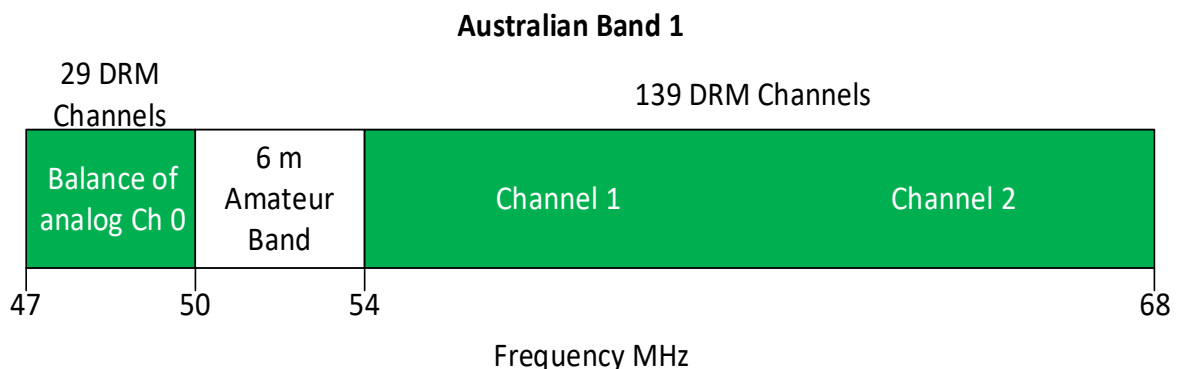 Australian Band 1
29 DRM
Channels
139 DRM Channels
Balance of
analog Ch 0
6 m
Amateur
Band
Channel 1
Channel 2
47
50
54
68
Frequency MHz